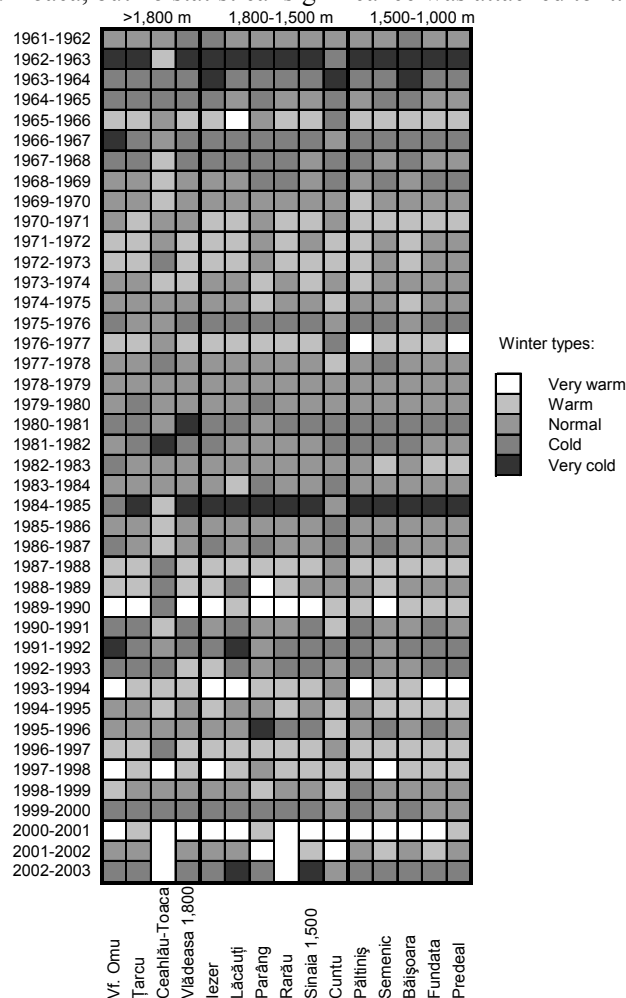 >1,800 m 1,800-1,500 m 1,500-1,000 m
1961-1962
1962-1963
1963-1964
1964-1965
1965-1966
1966-1967
1967-1968
1968-1969
1969-1970
1970-1971
1971-1972
1972-1973
1973-1974
1974-1975
1975-1976
1976-1977
1977-1978
1978-1979
1979-1980
1980-1981
1981-1982
1982-1983
1983-1984
1984-1985
1985-1986
1986-1987
1987-1988
1988-1989
1989-1990
1990-1991
1991-1992
1992-1993
1993-1994
1994-1995
1995-1996
1996-1997
1997-1998
1998-1999
1999-2000
2000-2001
2001-2002
2002-2003
Winter types:
Very warm
Warm
Normal
Cold
Very cold
Vf. Omu
Țarcu
Ceahlău-Toaca
Vlădeasa 1,800
Iezer
Lăcăuți
Parâng
Rarău
Sinaia 1,500
Cuntu
Păltiniş
Semenic
Băişoara
Fundata
Predeal